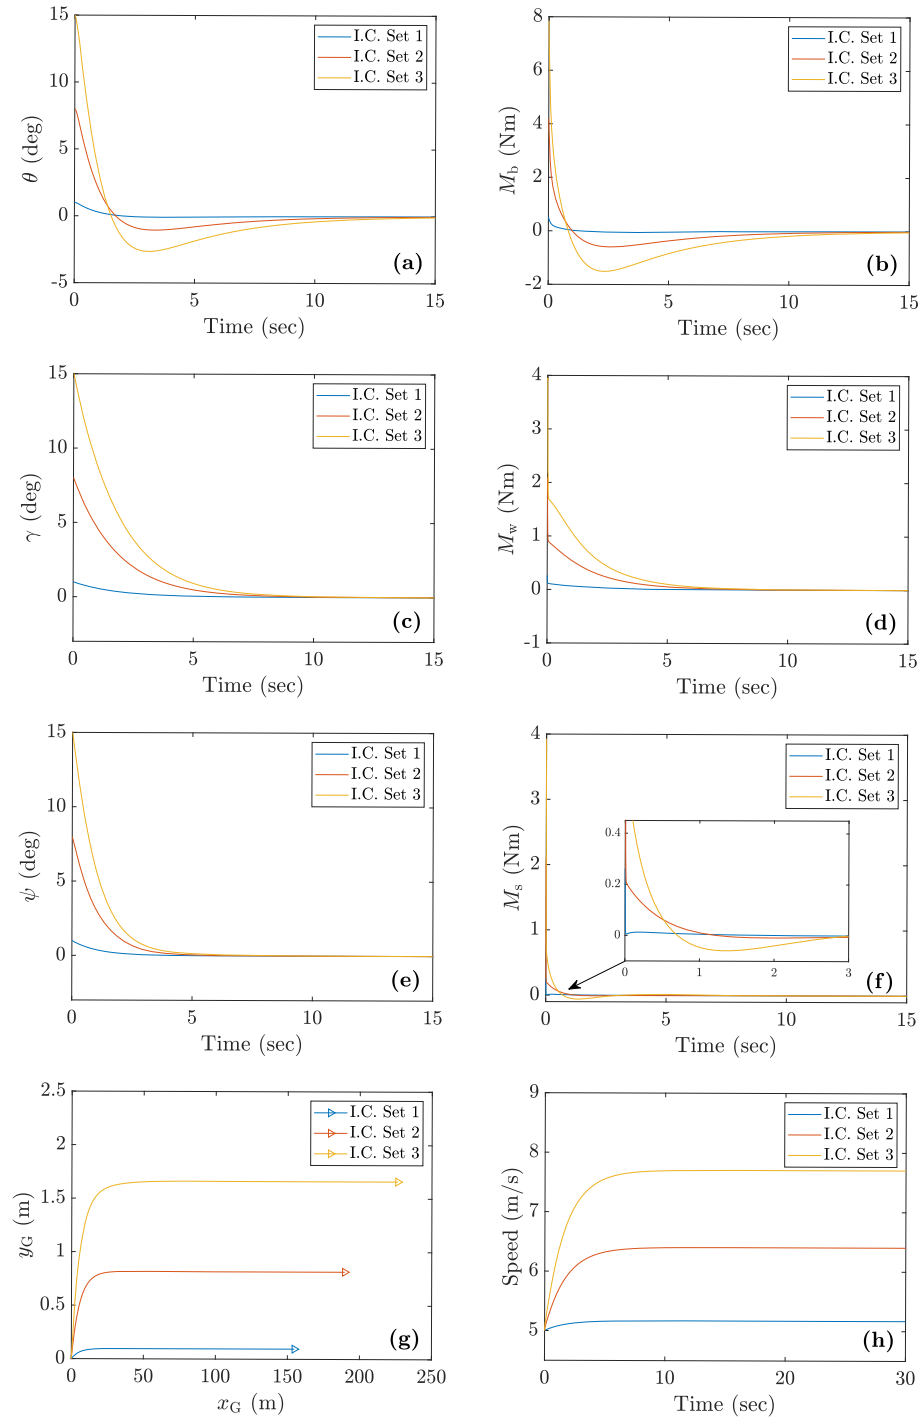 15
10
5
0
-5
θ (deg)
I.C. Set 1
I.C. Set 2
I.C. Set 3
(a)
0
5
10
15
Time (sec)
8
6
4
2
0
-2
M_b (Nm)
I.C. Set 1
I.C. Set 2
I.C. Set 3
(b)
0
5
10
15
Time (sec)
15
10
5
0
γ (deg)
I.C. Set 1
I.C. Set 2
I.C. Set 3
(c)
0
5
10
15
Time (sec)
4
3
2
1
0
-1
M_w (Nm)
I.C. Set 1
I.C. Set 2
I.C. Set 3
(d)
0
5
10
15
Time (sec)
15
10
5
0
ψ (deg)
I.C. Set 1
I.C. Set 2
I.C. Set 3
(e)
0
5
10
15
Time (sec)
4
3
2
1
0
M_s (Nm)
I.C. Set 1
I.C. Set 2
I.C. Set 3
0.4
0.2
0
0
1
2
3
(f)
0
5
10
15
Time (sec)
2.5
2
1.5
1
0.5
0
y_G (m)
I.C. Set 1
I.C. Set 2
I.C. Set 3
(g)
0
50
100
150
200
250
x_G (m)
9
8
7
6
5
Speed (m/s)
I.C. Set 1
I.C. Set 2
I.C. Set 3
(h)
0
10
20
30
Time (sec)